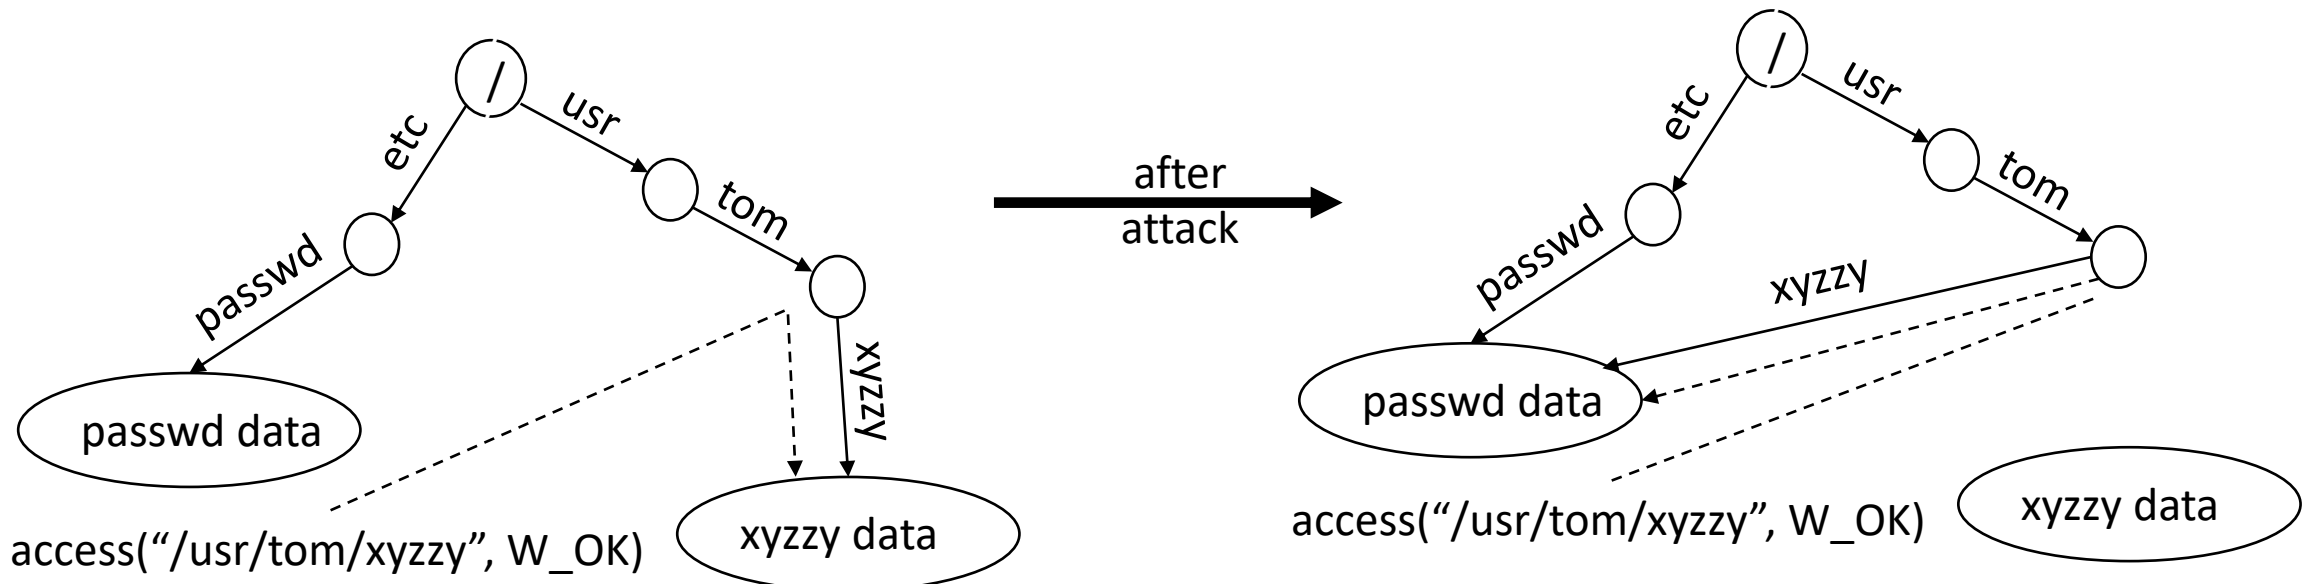 /
etc
usr
tom
passwd
xyzzy
passwd data
xyzzy data
access(“/usr/tom/xyzzy”, W_OK)
after
attack
/
etc
usr
tom
passwd
xyzzy
passwd data
xyzzy data
access(“/usr/tom/xyzzy”, W_OK)